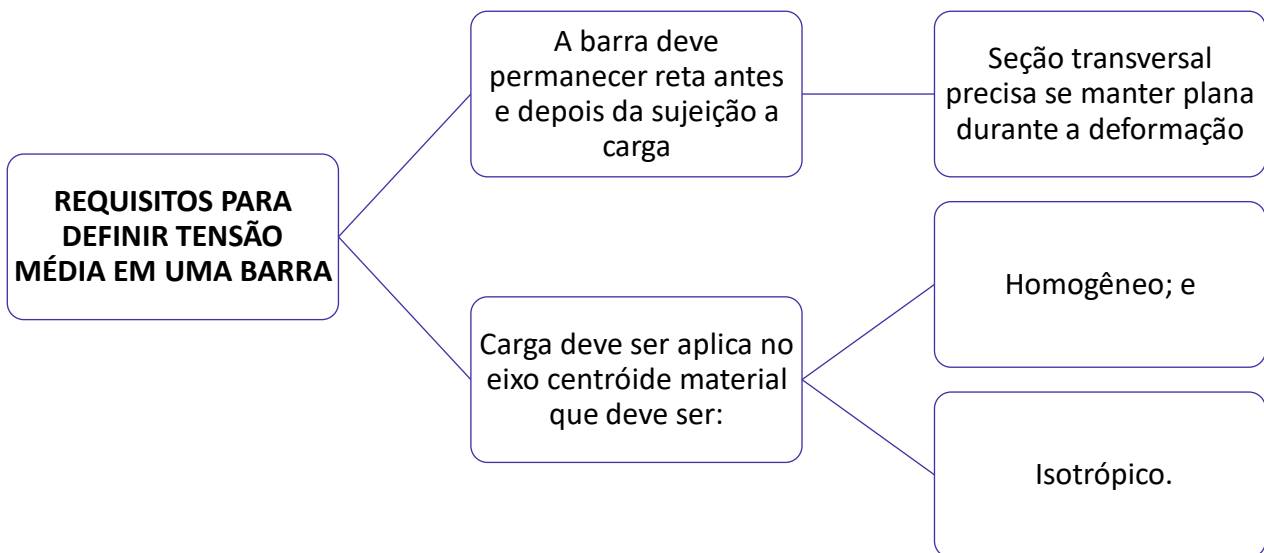 REQUISITOS PARA
DEFINIR TENSÃO
MÉDIA EM UMA BARRA
A barra deve
permanecer reta antes
e depois da sujeição a
carga
Seção transversal
precisa se manter plana
durante a deformação
Carga deve ser aplica no
eixo centróide material
que deve ser:
Homogêneo; e
Isotrópico.